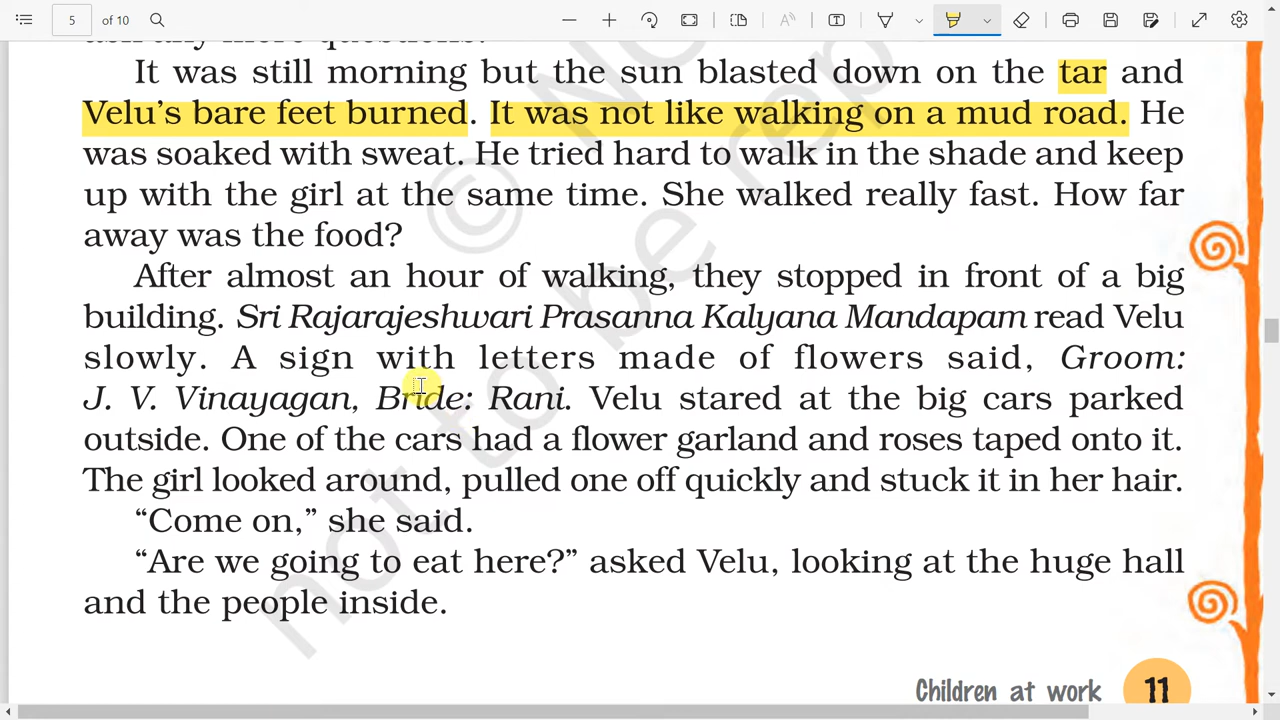 5 of 10
ask any more questions.
It was still morning but the sun blasted down on the tar and
Velu's bare feet burned. It was not like walking on a mud road. He
was soaked with sweat. He tried hard to walk in the shade and keep
up with the girl at the same time. She walked really fast. How far
away was the food?
After almost an hour of walking, they stopped in front of a big
building. Sri Rajarajeshwari Prasanna Kalyana Mandapam read Velu
slowly. A sign with letters made of flowers said, Groom:
J. V. Vinayagan, Bride: Rani. Velu stared at the big cars parked
outside. One of the cars had a flower garland and roses taped onto it.
The girl looked around, pulled one off quickly and stuck it in her hair.
“Come on,” she said.
“Are we going to eat here?” asked Velu, looking at the huge hall
and the people inside.
Children at work 11
not to be rep
© N